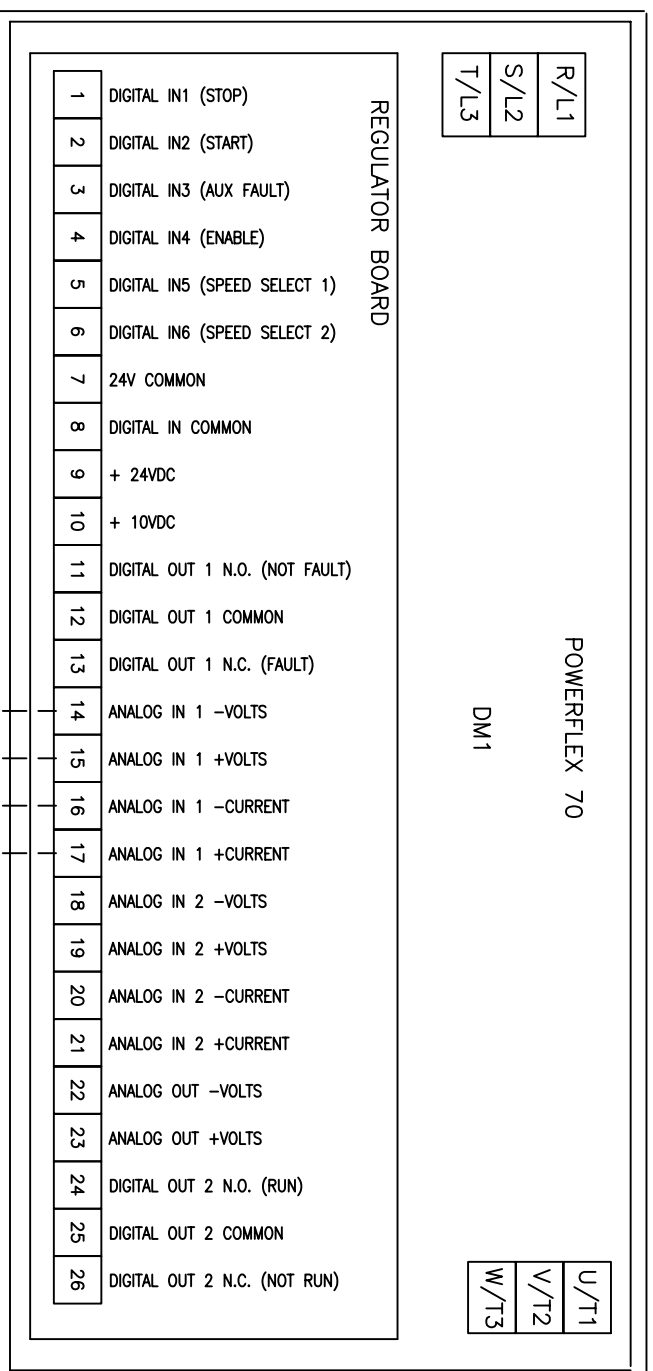 R/L1
S/L2
T/L3
POWERFLEX 70
DM1
U/T1
V/T2
W/T3
REGULATOR BOARD
1 DIGITAL IN1 (STOP)
2 DIGITAL IN2 (START)
3 DIGITAL IN3 (AUX FAULT)
4 DIGITAL IN4 (ENABLE)
5 DIGITAL IN5 (SPEED SELECT 1)
6 DIGITAL IN6 (SPEED SELECT 2)
7 24V COMMON
8 DIGITAL IN COMMON
9 + 24VDC
10 + 10VDC
11 DIGITAL OUT 1 N.O. (NOT FAULT)
12 DIGITAL OUT 1 COMMON
13 DIGITAL OUT 1 N.C. (FAULT)
14 ANALOG IN 1 -VOLTS
15 ANALOG IN 1 +VOLTS
16 ANALOG IN 1 -CURRENT
17 ANALOG IN 1 +CURRENT
18 ANALOG IN 2 -VOLTS
19 ANALOG IN 2 +VOLTS
20 ANALOG IN 2 -CURRENT
21 ANALOG IN 2 +CURRENT
22 ANALOG OUT -VOLTS
23 ANALOG OUT +VOLTS
24 DIGITAL OUT 2 N.O. (RUN)
25 DIGITAL OUT 2 COMMON
26 DIGITAL OUT 2 N.C. (NOT RUN)